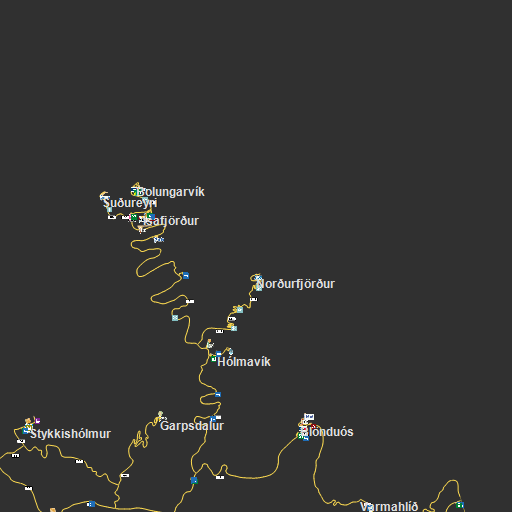 Bolungarvík
Suðureyri
Ísafjörður
Norðurfjörður
Hólmavík
Garpsdalur
Stykkishólmur
Blönduós
Varmahlíð